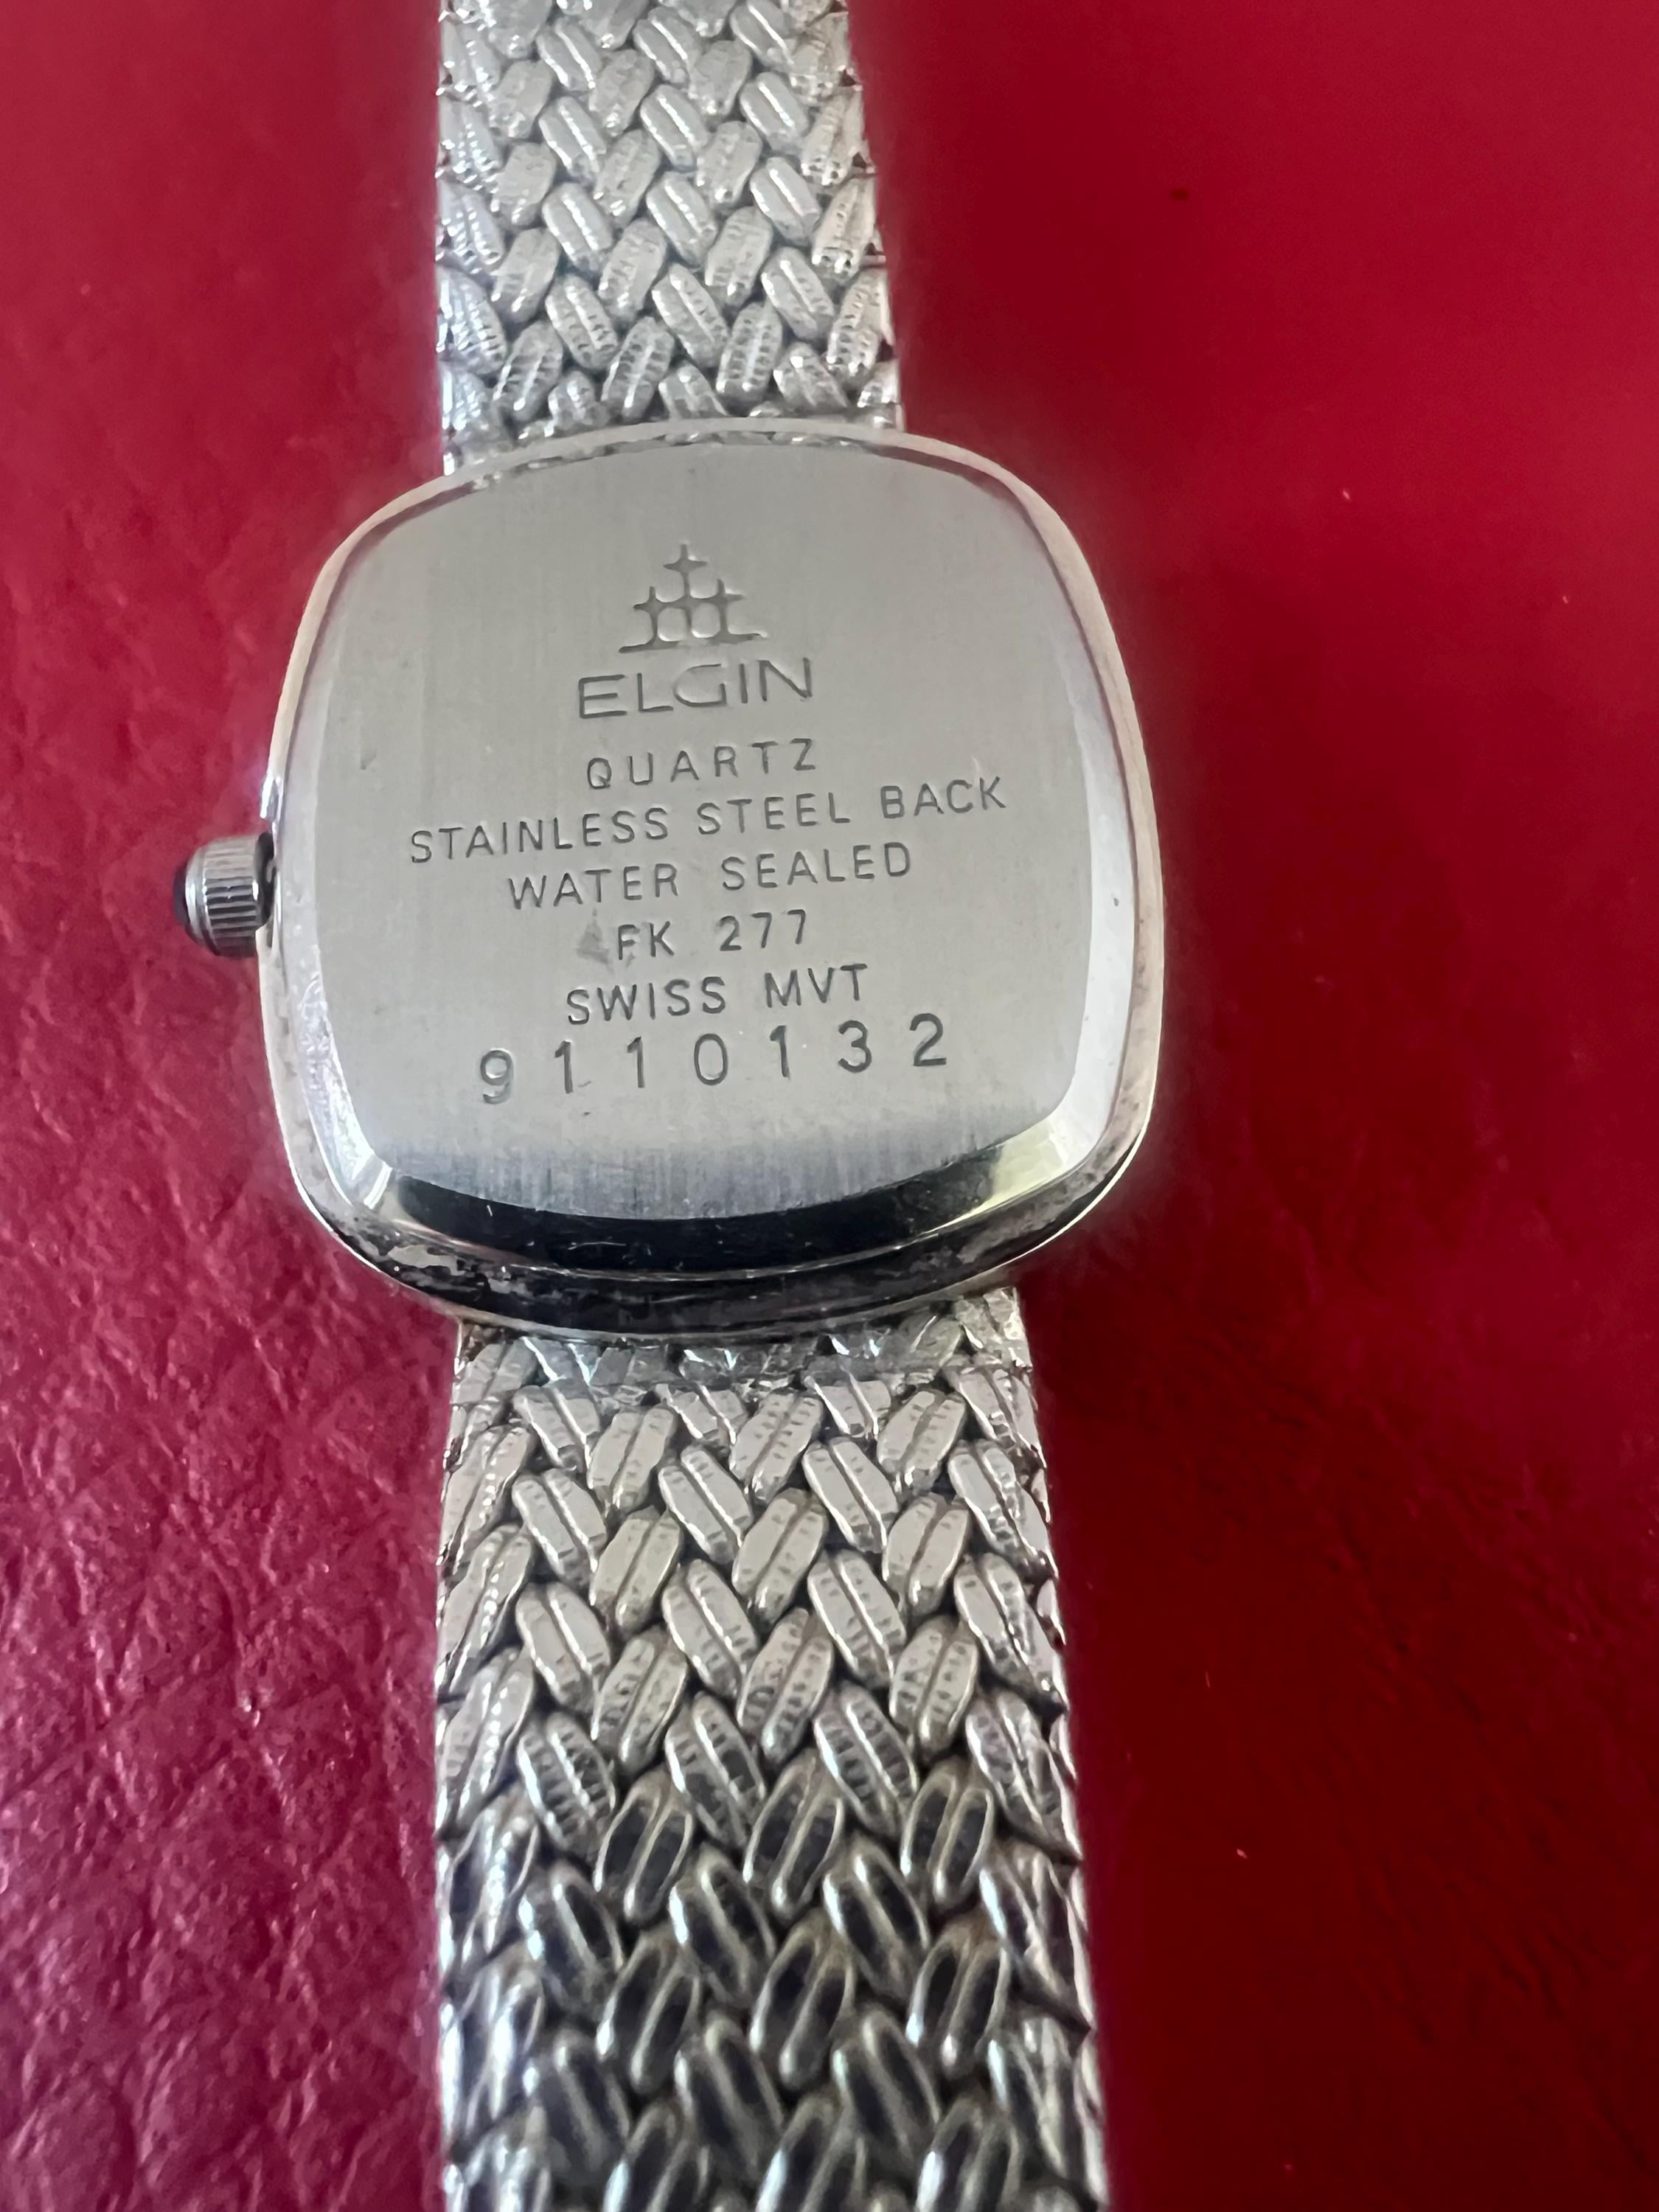 ELGIN
QUARTZ
STAINLESS STEEL BACK
WATER SEALED
FK 277
SWISS MVT
9110132